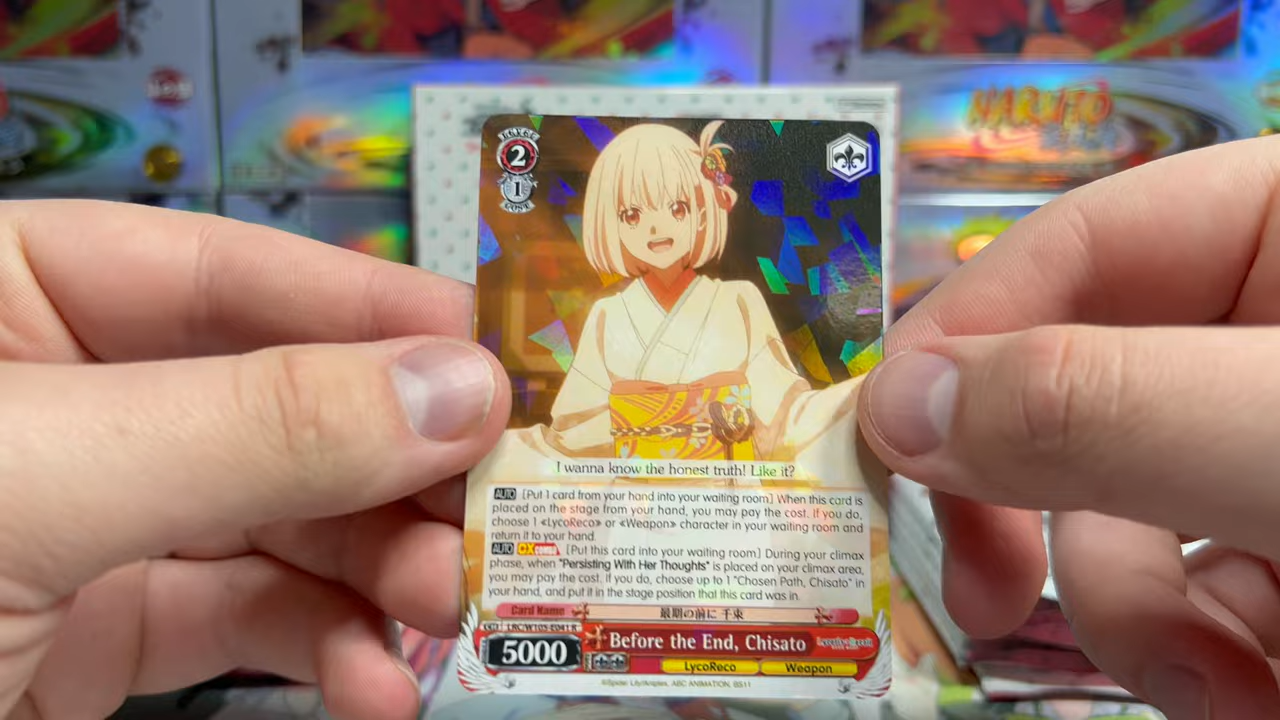 NARUTO
LEVEL
2
1
COST
I wanna know the honest truth! Like it?
AUTO [Put 1 card from your hand into your waiting room] When this card is
placed on the stage from your hand, you may pay the cost. If you do,
choose 1 «LycoReco» or «Weapon» character in your waiting room and
return it to your hand.
AUTO CXCOMBO [Put this card into your waiting room] During your climax
phase, when "Persisting With Her Thoughts" is placed on your climax area,
you may pay the cost. If you do, choose up to 1 "Chosen Path, Chisato" in
your hand, and put it in the stage position that this card was in.
Card Name 最期の前に 千束
LRC/W105-E041 R
5000 Before the End, Chisato
LycoReco Weapon
©Spider Lily/Aniplex, ABC ANIMATION, BS11